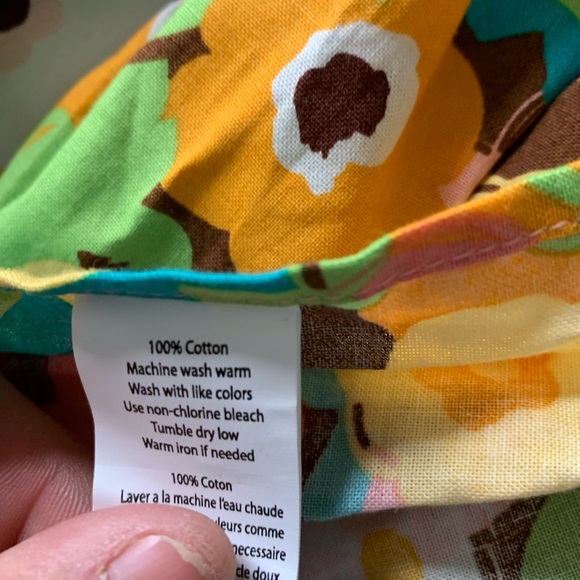 100% Cotton
Machine wash warm
Wash with like colors
Use non-chlorine bleach
Tumble dry low
Warm iron if needed
100% Coton
Laver a la machine l'eau chaude
comme
necessaire
de doux